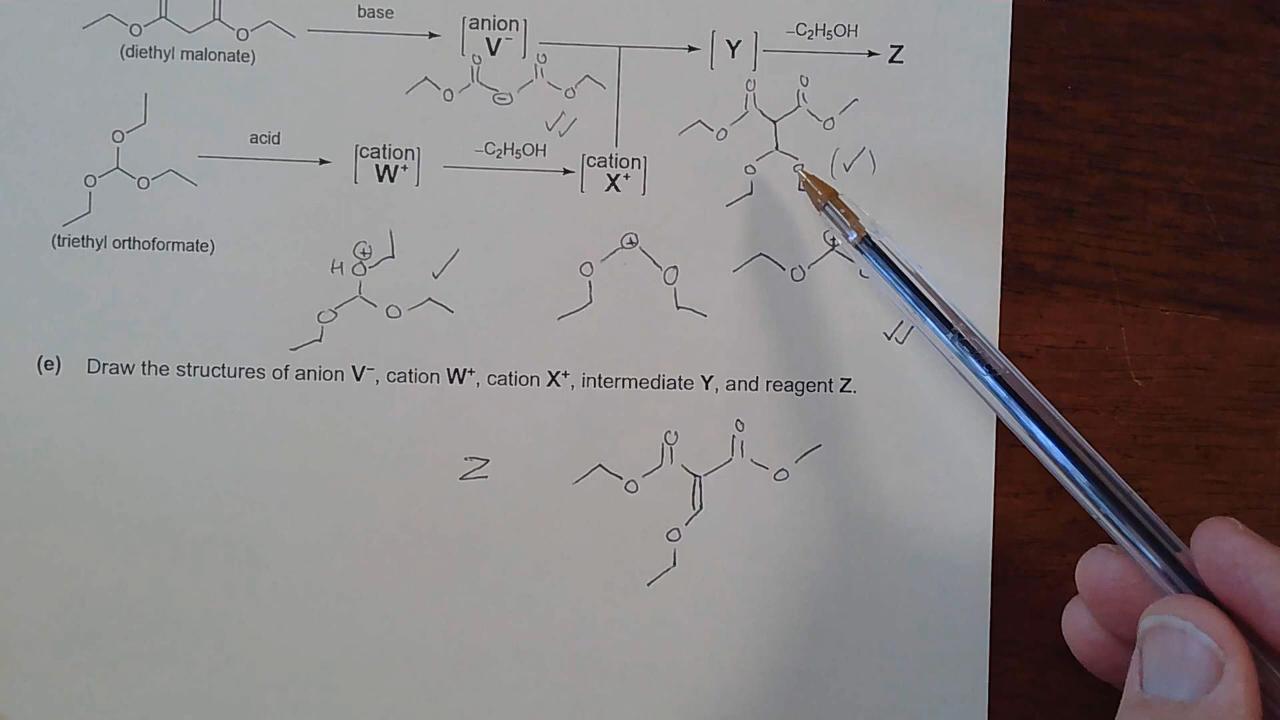 base
[anion] V⁻
[ Y ]
–C₂H₅OH
Z
(diethyl malonate)
acid
[cation] W⁺
–C₂H₅OH
[cation] X⁺
(triethyl orthoformate)
(e) Draw the structures of anion V⁻, cation W⁺, cation X⁺, intermediate Y, and reagent Z.
Z